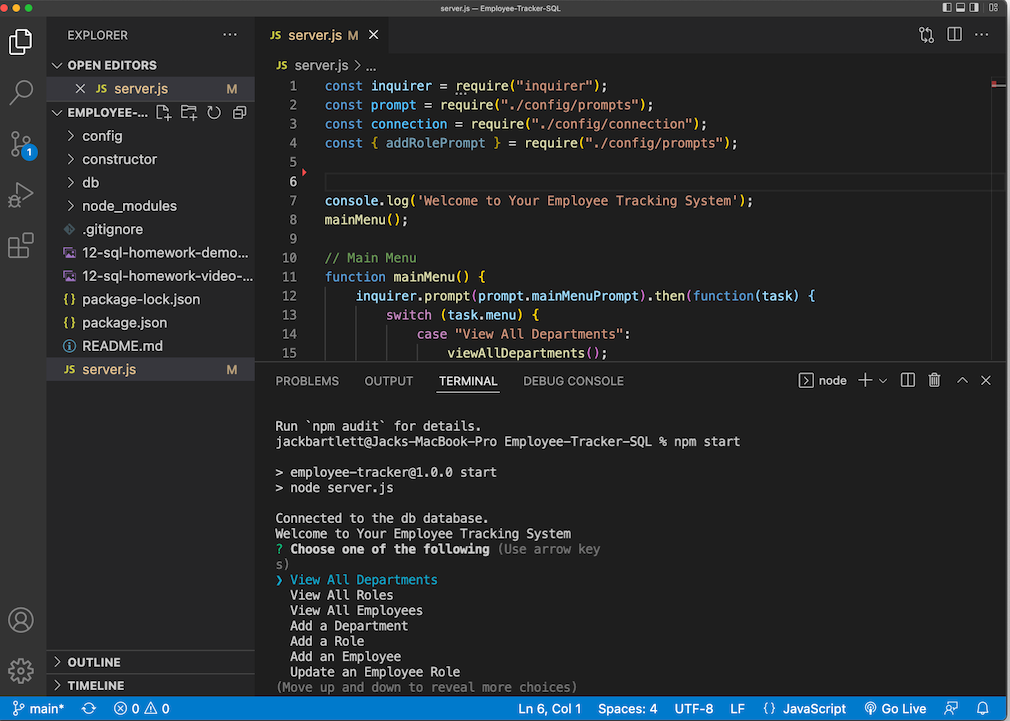 server.js — Employee-Tracker-SQL
EXPLORER ...
OPEN EDITORS
JS server.js M
EMPLOYEE-...
config
constructor
db
node_modules
.gitignore
12-sql-homework-demo...
12-sql-homework-video-...
{} package-lock.json
{} package.json
README.md
JS server.js M
OUTLINE
TIMELINE
1
JS server.js M
JS server.js > ...
1 const inquirer = require("inquirer");
2 const prompt = require("./config/prompts");
3 const connection = require("./config/connection");
4 const { addRolePrompt } = require("./config/prompts");
5
6
7 console.log('Welcome to Your Employee Tracking System');
8 mainMenu();
9
10 // Main Menu
11 function mainMenu() {
12 inquirer.prompt(prompt.mainMenuPrompt).then(function(task) {
13 switch (task.menu) {
14 case "View All Departments":
15 viewAllDepartments();
PROBLEMS OUTPUT TERMINAL DEBUG CONSOLE node
Run `npm audit` for details.
jackbartlett@Jacks-MacBook-Pro Employee-Tracker-SQL % npm start
> employee-tracker@1.0.0 start
> node server.js
Connected to the db database.
Welcome to Your Employee Tracking System
? Choose one of the following (Use arrow key
s)
❯ View All Departments
View All Roles
View All Employees
Add a Department
Add a Role
Add an Employee
Update an Employee Role
(Move up and down to reveal more choices)
main* 0 0 Ln 6, Col 1 Spaces: 4 UTF-8 LF {} JavaScript Go Live